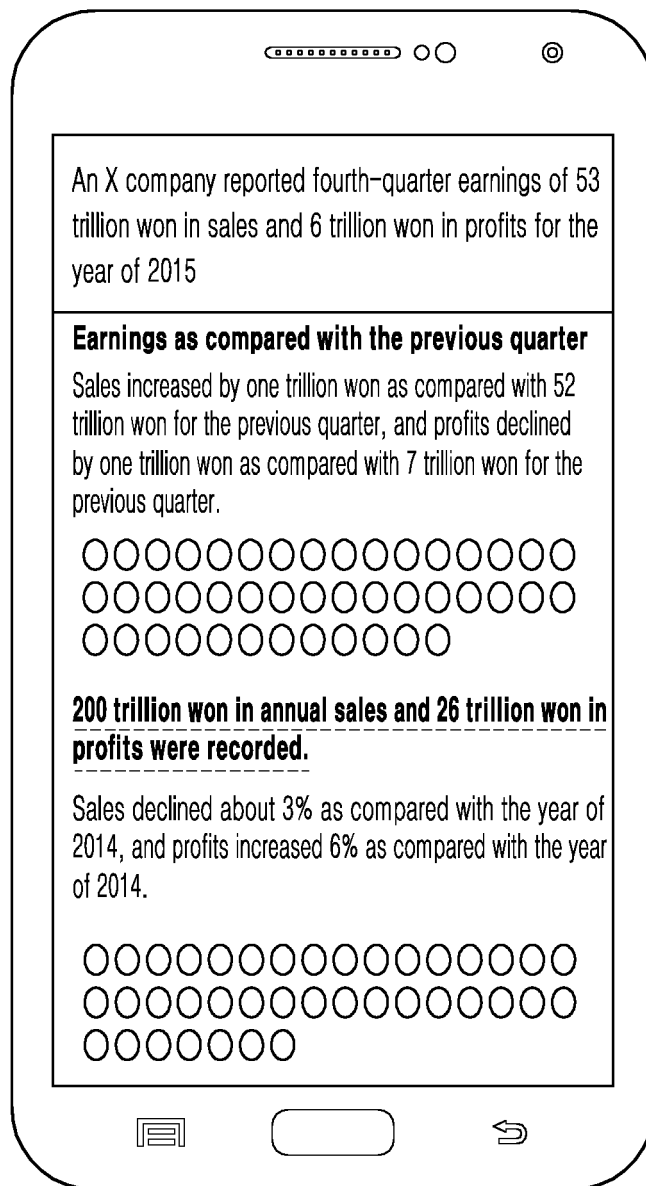 An X company reported fourth-quarter earnings of 53
trillion won in sales and 6 trillion won in profits for the
year of 2015
Earnings as compared with the previous quarter
Sales increased by one trillion won as compared with 52
trillion won for the previous quarter, and profits declined
by one trillion won as compared with 7 trillion won for the
previous quarter.
200 trillion won in annual sales and 26 trillion won in
profits were recorded.
Sales declined about 3% as compared with the year of
2014, and profits increased 6% as compared with the year
of 2014.